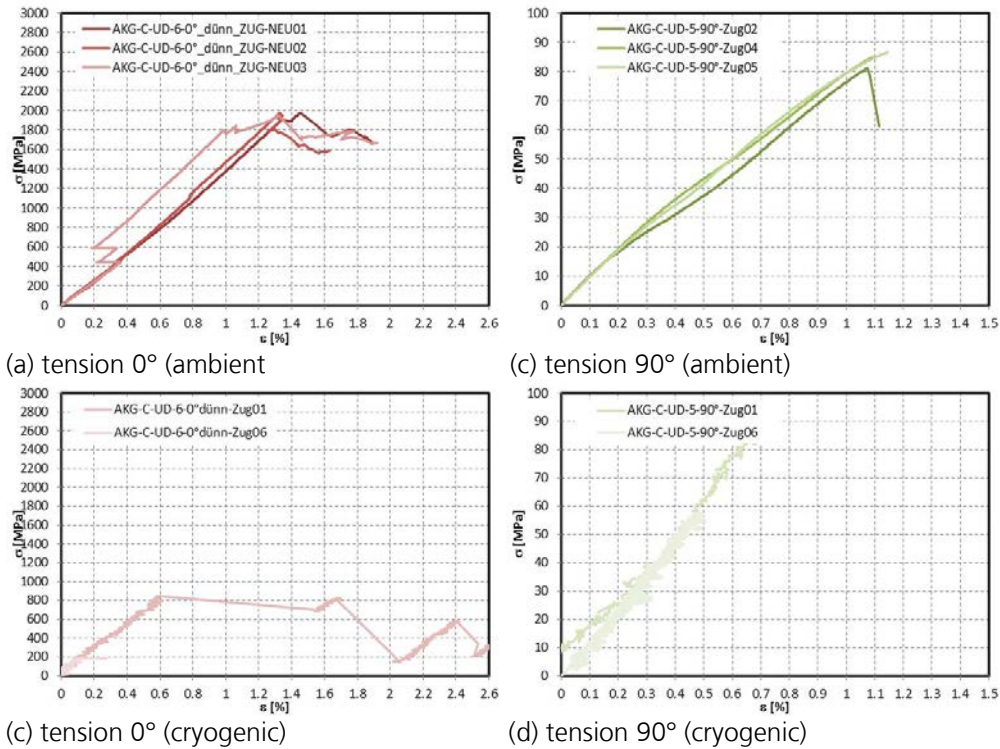 3000
2800
2600
2400
2200
2000
1800
1600
1400
1200
1000
800
600
400
200
0
σ [MPa]
AKG-C-UD-6-0°_dünn_ZUG-NEU01
AKG-C-UD-6-0°_dünn_ZUG-NEU02
AKG-C-UD-6-0°_dünn_ZUG-NEU03
0 0.2 0.4 0.6 0.8 1 1.2 1.4 1.6 1.8 2 2.2 2.4 2.6
ε [%]
(a) tension 0° (ambient
100
90
80
70
60
50
40
30
20
10
0
σ [MPa]
AKG-C-UD-5-90°-Zug02
AKG-C-UD-5-90°-Zug04
AKG-C-UD-5-90°-Zug05
0 0.1 0.2 0.3 0.4 0.5 0.6 0.7 0.8 0.9 1 1.1 1.2 1.3 1.4 1.5
ε [%]
(c) tension 90° (ambient)
3000
2800
2600
2400
2200
2000
1800
1600
1400
1200
1000
800
600
400
200
0
σ [MPa]
AKG-C-UD-6-0°dünn-Zug01
AKG-C-UD-6-0°dünn-Zug06
0 0.2 0.4 0.6 0.8 1 1.2 1.4 1.6 1.8 2 2.2 2.4 2.6
ε [%]
(c) tension 0° (cryogenic)
100
90
80
70
60
50
40
30
20
10
0
σ [MPa]
AKG-C-UD-5-90°-Zug01
AKG-C-UD-5-90°-Zug06
0 0.1 0.2 0.3 0.4 0.5 0.6 0.7 0.8 0.9 1 1.1 1.2 1.3 1.4 1.5
ε [%]
(d) tension 90° (cryogenic)